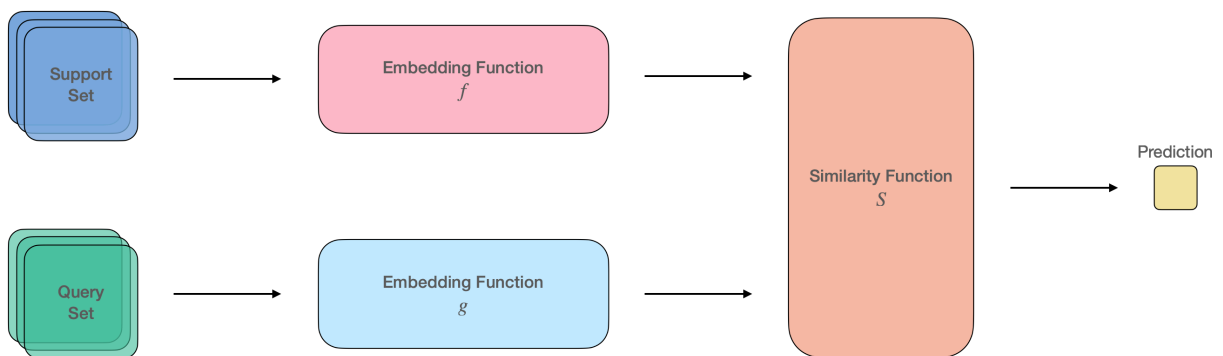 Support
Set
Embedding Function
f
Similarity Function
S
Prediction
Query
Set
Embedding Function
g